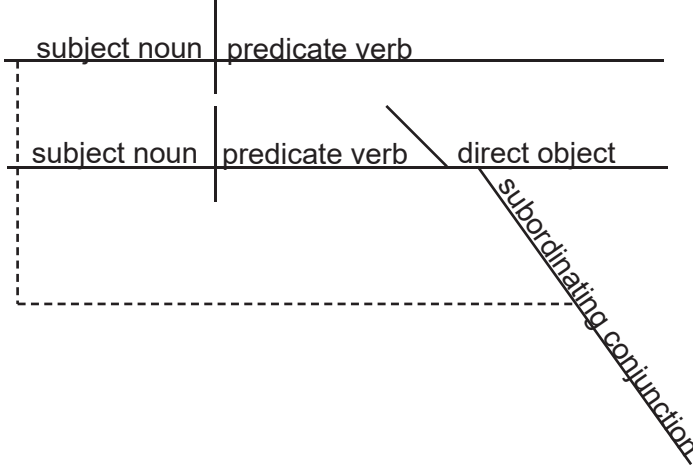 subject noun predicate verb
subject noun predicate verb direct object
subordinating conjunction